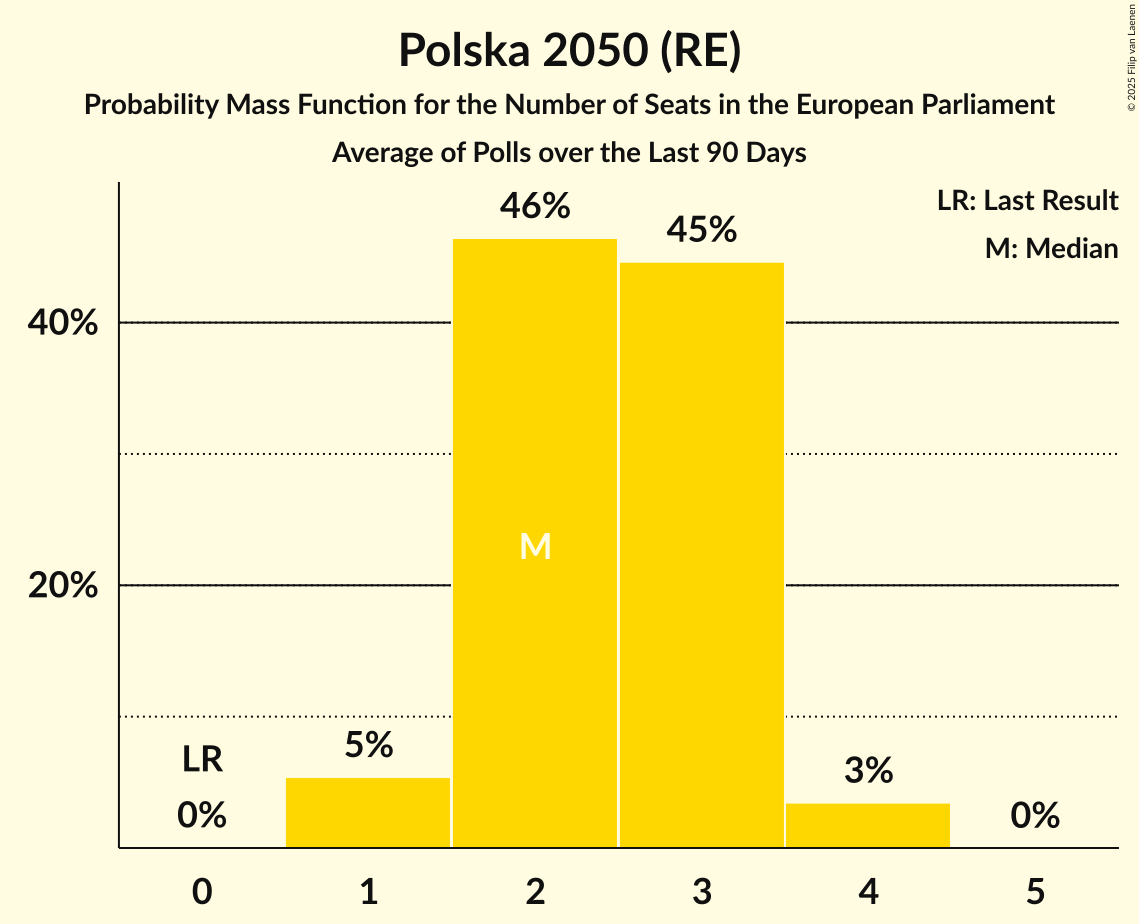 Polska 2050 (RE)
Probability Mass Function for the Number of Seats in the European Parliament
Average of Polls over the Last 90 Days
© 2025 Filip van Laenen
LR: Last Result
M: Median
46%
45%
40%
M
20%
LR
5%
3%
0%
0%
0 1 2 3 4 5